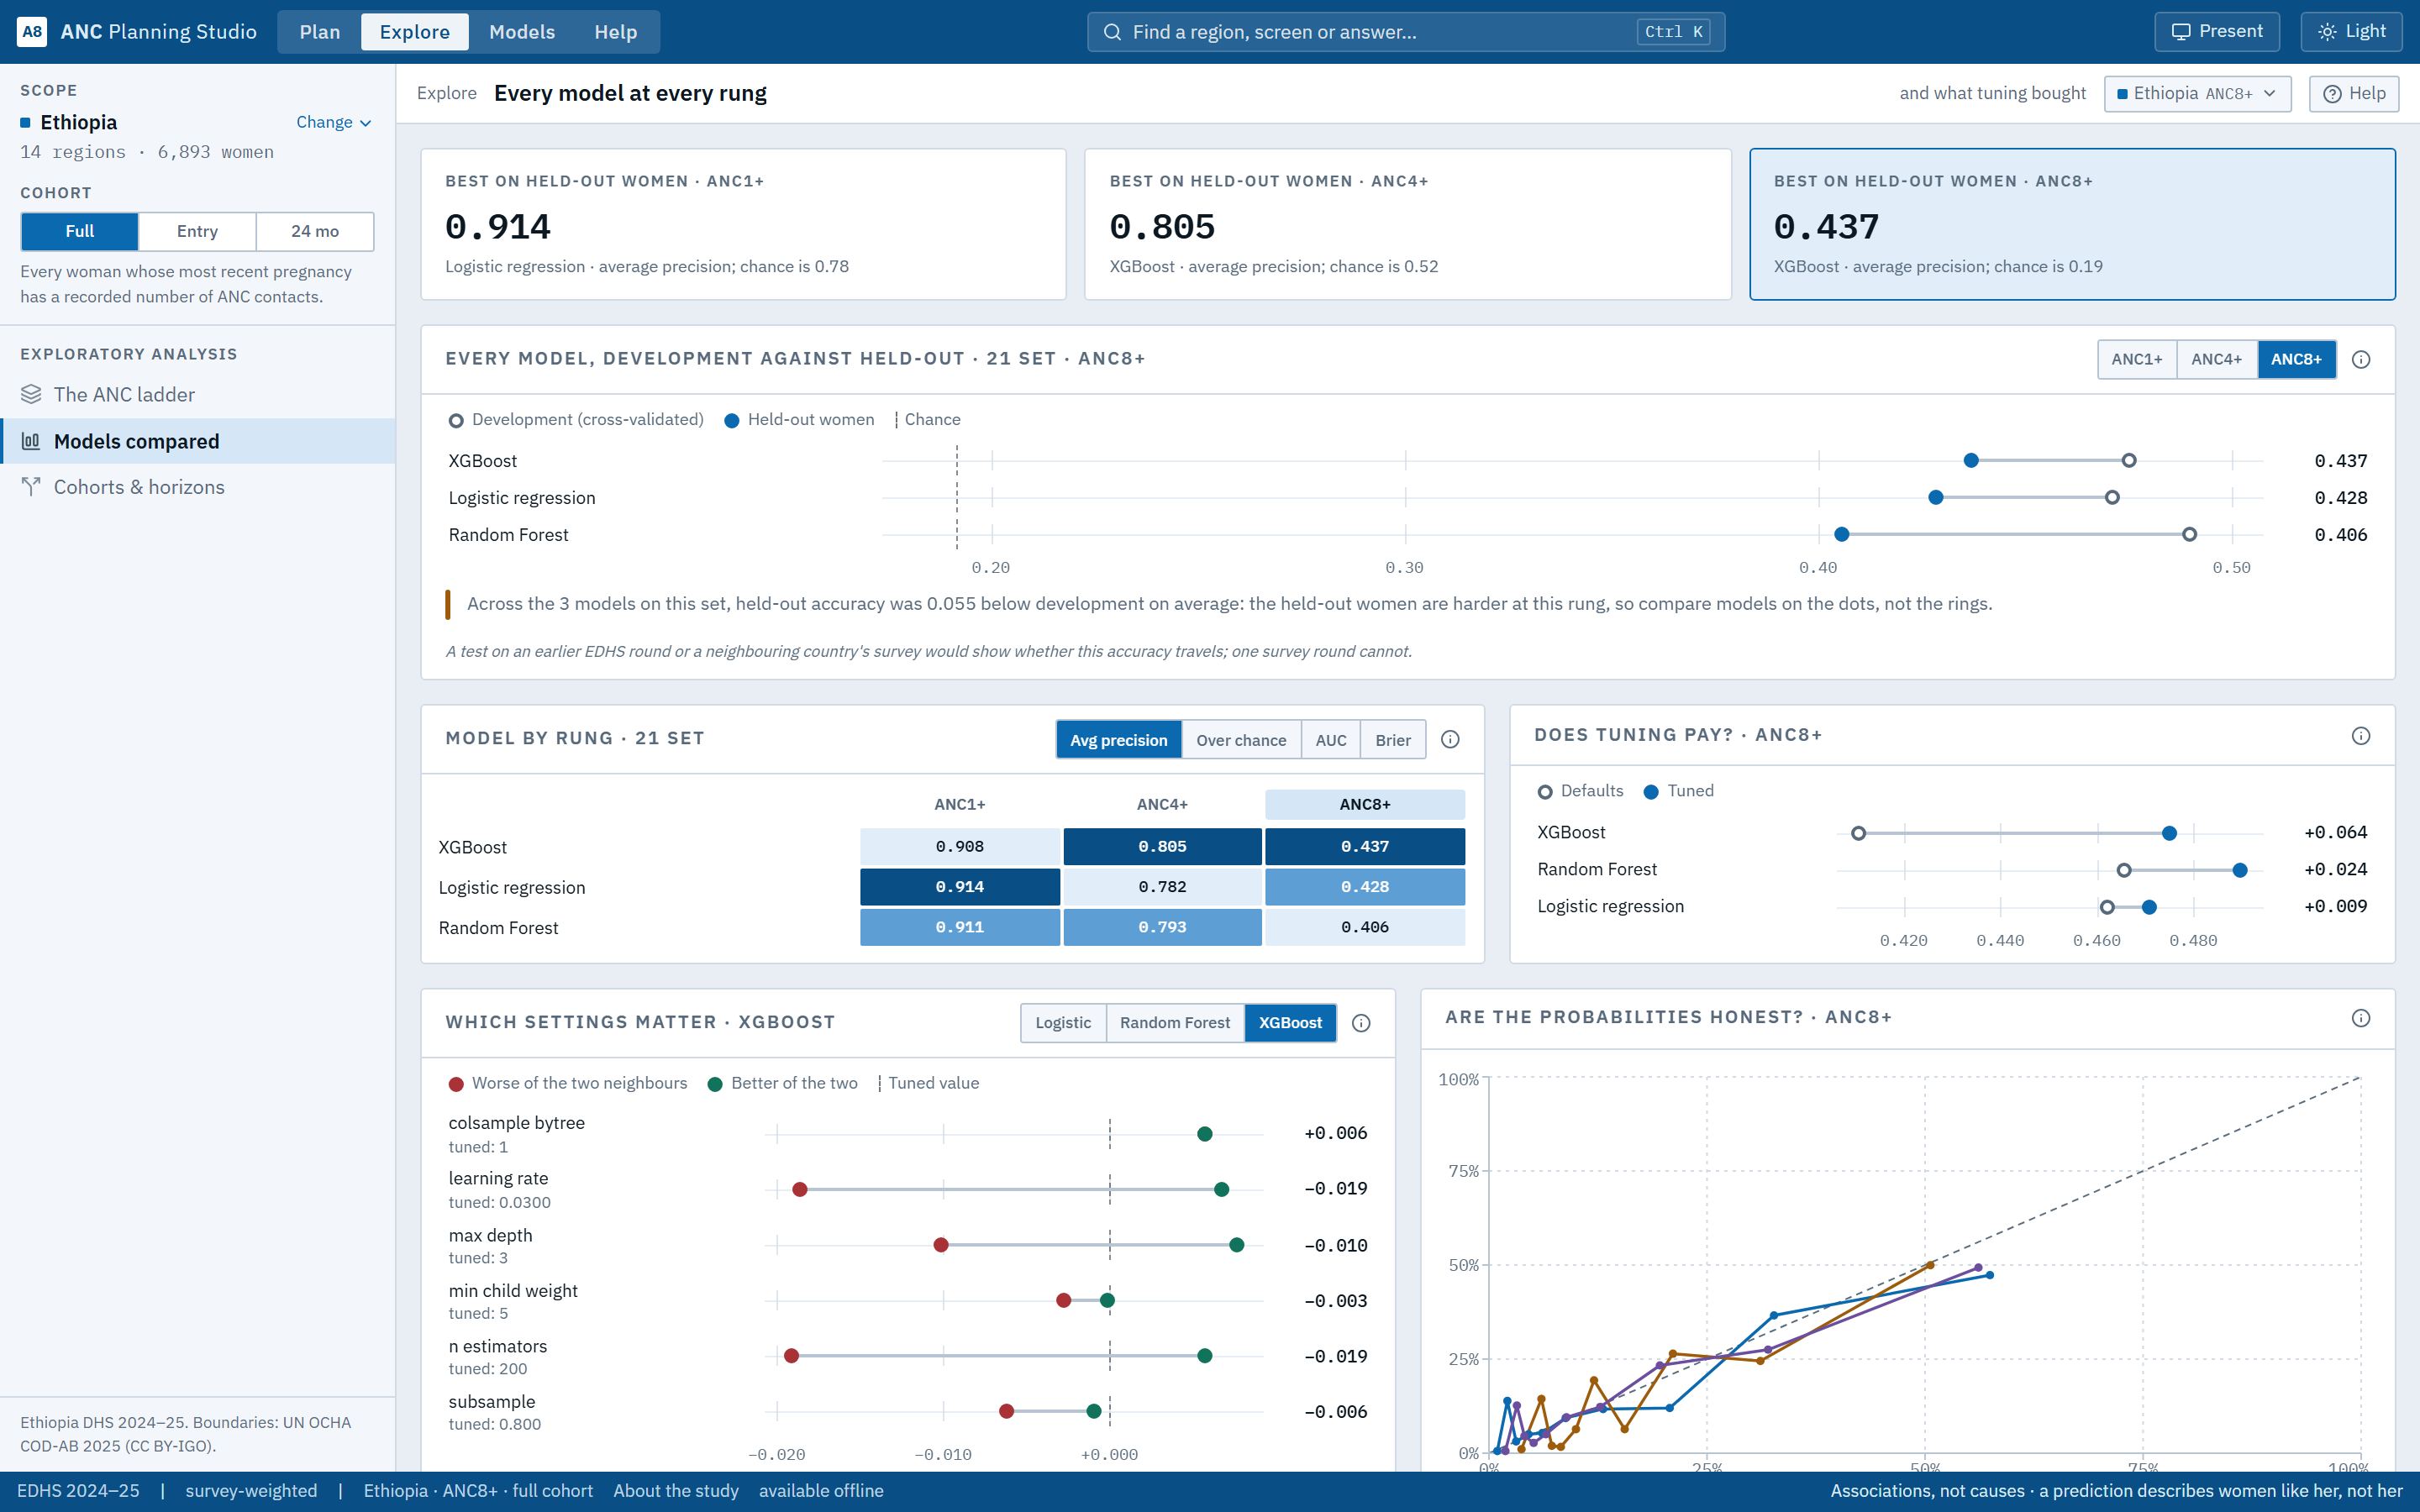 A8 ANC Planning Studio Plan Explore Models Help Find a region, screen or answer... Ctrl K Present Light
SCOPE
Ethiopia Change
14 regions · 6,893 women
COHORT
Full Entry 24 mo
Every woman whose most recent pregnancy
has a recorded number of ANC contacts.
EXPLORATORY ANALYSIS
The ANC ladder
Models compared
Cohorts & horizons
Ethiopia DHS 2024–25. Boundaries: UN OCHA
COD-AB 2025 (CC BY-IGO).
Explore Every model at every rung and what tuning bought Ethiopia ANC8+ Help
BEST ON HELD-OUT WOMEN · ANC1+
0.914
Logistic regression · average precision; chance is 0.78
BEST ON HELD-OUT WOMEN · ANC4+
0.805
XGBoost · average precision; chance is 0.52
BEST ON HELD-OUT WOMEN · ANC8+
0.437
XGBoost · average precision; chance is 0.19
EVERY MODEL, DEVELOPMENT AGAINST HELD-OUT · 21 SET · ANC8+ ANC1+ ANC4+ ANC8+
Development (cross-validated) Held-out women Chance
XGBoost 0.437
Logistic regression 0.428
Random Forest 0.406
0.20 0.30 0.40 0.50
Across the 3 models on this set, held-out accuracy was 0.055 below development on average: the held-out women are harder at this rung, so compare models on the dots, not the rings.
A test on an earlier EDHS round or a neighbouring country's survey would show whether this accuracy travels; one survey round cannot.
MODEL BY RUNG · 21 SET Avg precision Over chance AUC Brier
ANC1+ ANC4+ ANC8+
XGBoost 0.908 0.805 0.437
Logistic regression 0.914 0.782 0.428
Random Forest 0.911 0.793 0.406
DOES TUNING PAY? · ANC8+
Defaults Tuned
XGBoost +0.064
Random Forest +0.024
Logistic regression +0.009
0.420 0.440 0.460 0.480
WHICH SETTINGS MATTER · XGBOOST Logistic Random Forest XGBoost
Worse of the two neighbours Better of the two Tuned value
colsample bytree +0.006
tuned: 1
learning rate −0.019
tuned: 0.0300
max depth −0.010
tuned: 3
min child weight −0.003
tuned: 5
n estimators −0.019
tuned: 200
subsample −0.006
tuned: 0.800
−0.020 −0.010 +0.000
ARE THE PROBABILITIES HONEST? · ANC8+
100%
75%
50%
25%
0%
0% 25% 50% 75% 100%
EDHS 2024–25 | survey-weighted | Ethiopia · ANC8+ · full cohort About the study available offline Associations, not causes · a prediction describes women like her, not her